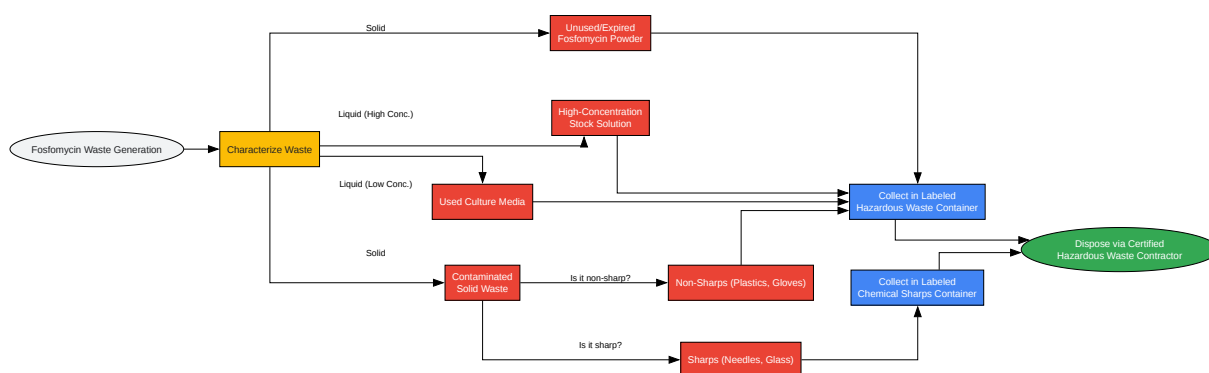 Solid
Unused/Expired
Fosfomycin Powder
Liquid (High Conc.)
High-Concentration
Stock Solution
Fosfomycin Waste Generation
Characterize Waste
Liquid (Low Conc.)
Used Culture Media
Collect in Labeled
Hazardous Waste Container
Solid
Contaminated
Solid Waste
Is it non-sharp?
Non-Sharps (Plastics, Gloves)
Dispose via Certified
Hazardous Waste Contractor
Collect in Labeled
Chemical Sharps Container
Is it sharp?
Sharps (Needles, Glass)